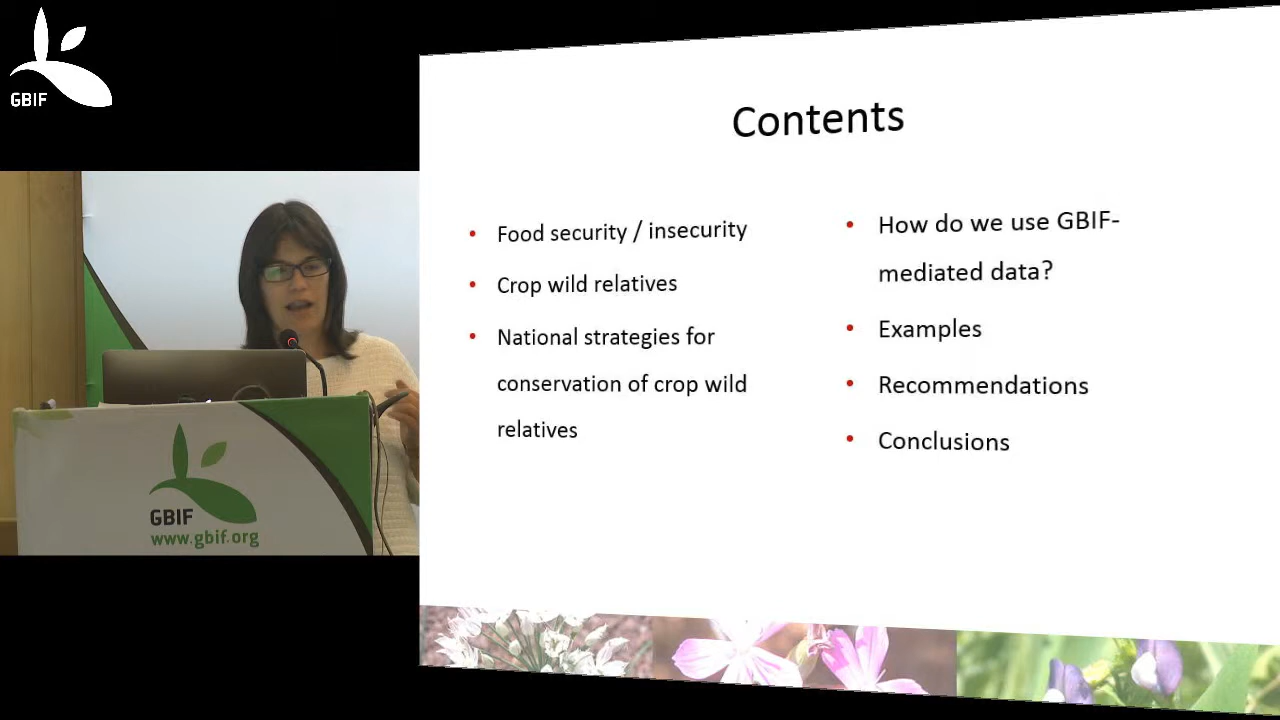 GBIF
Contents
• Food security / insecurity
• Crop wild relatives
• National strategies for
conservation of crop wild
relatives
• How do we use GBIF-
mediated data?
• Examples
• Recommendations
• Conclusions
GBIF
www.gbif.org